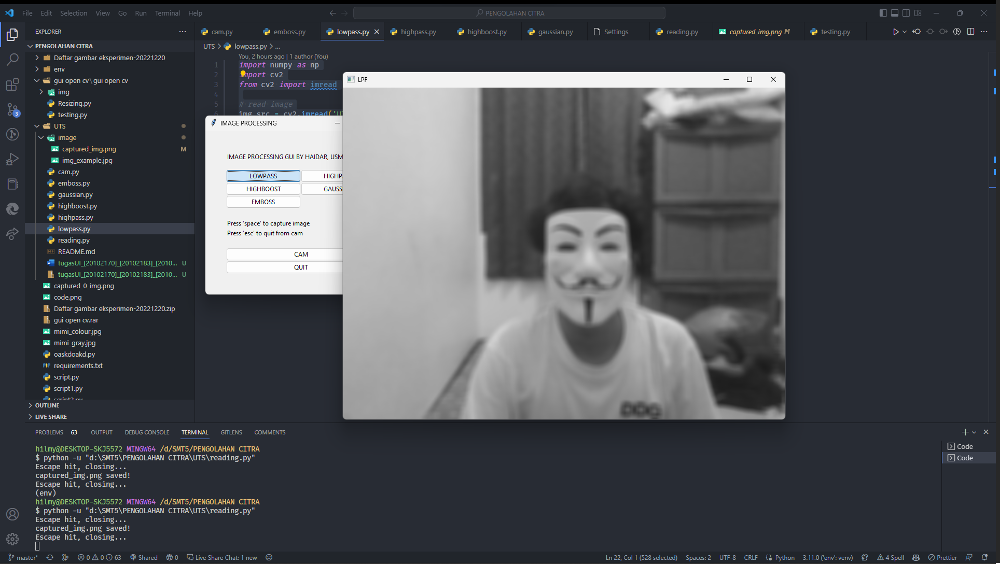 File Edit Selection View Go Run Terminal Help
PENGOLAHAN CITRA
EXPLORER
PENGOLAHAN CITRA
Daftar gambar eksperimen-20221220
env
gui open cv\gui open cv
img
Resizing.py
testing.py
UTS
image
captured_img.png M
img_example.jpg
cam.py
emboss.py
gaussian.py
highboost.py
highpass.py
lowpass.py
reading.py
README.md
tugasUI_[20102170]_[20102183]_[2010... U
tugasUI_[20102170]_[20102183]_[2010... U
captured_0_img.png
code.png
Daftar gambar eksperimen-20221220.zip
gui open cv.rar
mimi_colour.jpg
mimi_gray.jpg
oaskdoakd.py
requirements.txt
script.py
script1.py
script2.py
OUTLINE
LIVE SHARE
3
cam.py emboss.py lowpass.py highpass.py highboost.py gaussian.py Settings reading.py captured_img.png M testing.py
UTS > lowpass.py > ...
You, 2 hours ago | 1 author (You)
1 import numpy as np
2 import cv2
3 from cv2 import imread
4
5 # read image
6 img_src = cv2.imread('UT
IMAGE PROCESSING
IMAGE PROCESSING GUI BY HAIDAR, USM
LOWPASS HIGHP
HIGHBOOST GAUSS
EMBOSS
Press 'space' to capture image
Press 'esc' to quit from cam
CAM
QUIT
LPF
PROBLEMS 63 OUTPUT DEBUG CONSOLE TERMINAL GITLENS COMMENTS
hilmy@DESKTOP-SKJ5572 MINGW64 /d/SMT5/PENGOLAHAN CITRA
$ python -u "d:\SMT5\PENGOLAHAN CITRA\UTS\reading.py"
Escape hit, closing...
captured_img.png saved!
Escape hit, closing...
(env)
hilmy@DESKTOP-SKJ5572 MINGW64 /d/SMT5/PENGOLAHAN CITRA
$ python -u "d:\SMT5\PENGOLAHAN CITRA\UTS\reading.py"
Escape hit, closing...
captured_img.png saved!
Escape hit, closing...
Code
Code
master* 0 0 63 Shared 0 Live Share Chat: 1 new Ln 22, Col 1 (528 selected) Spaces: 2 UTF-8 CRLF Python 3.11.0 ('env': venv) 4 Spell Prettier